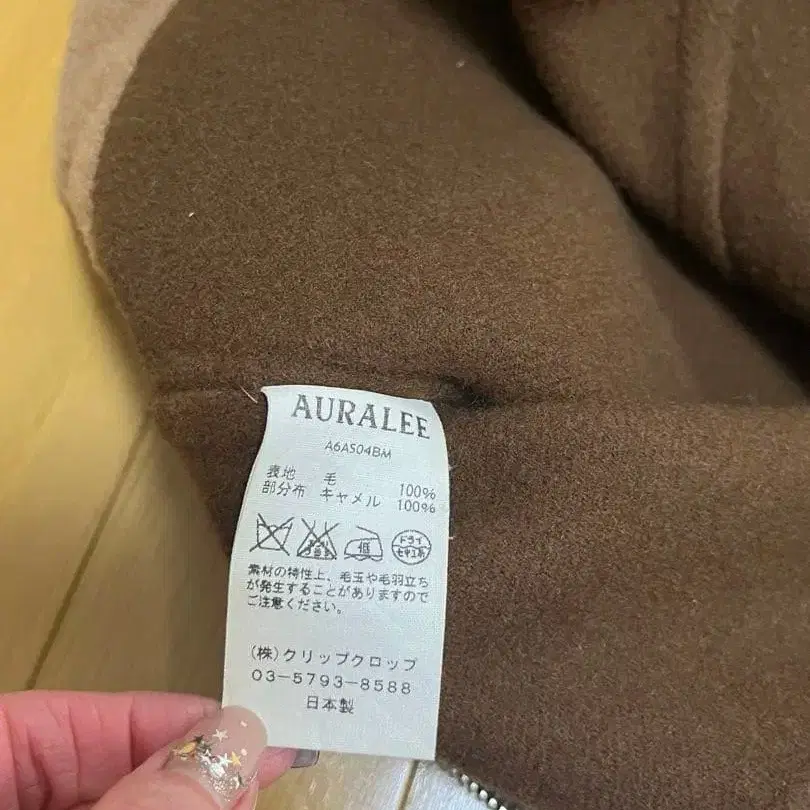 AURALEE
A6AS04BM
表地 毛 100%
部分布 キャメル 100%
低
ドライ
セキユ系
素材の特性上、毛玉や毛羽立ち
が発生することがありますので
ご注意ください。
(株)クリップクロップ
03-5793-8588
日本製